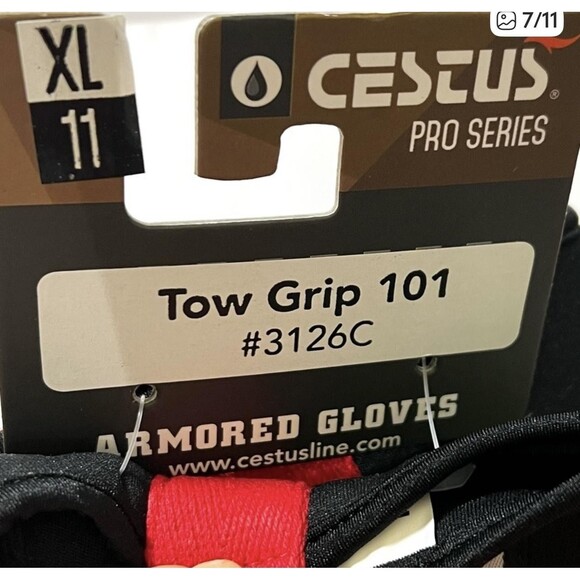 7/11
XL
11
CESTUS®
PRO SERIES
Tow Grip 101
#3126C
ARMORED GLOVES
www.cestusline.com